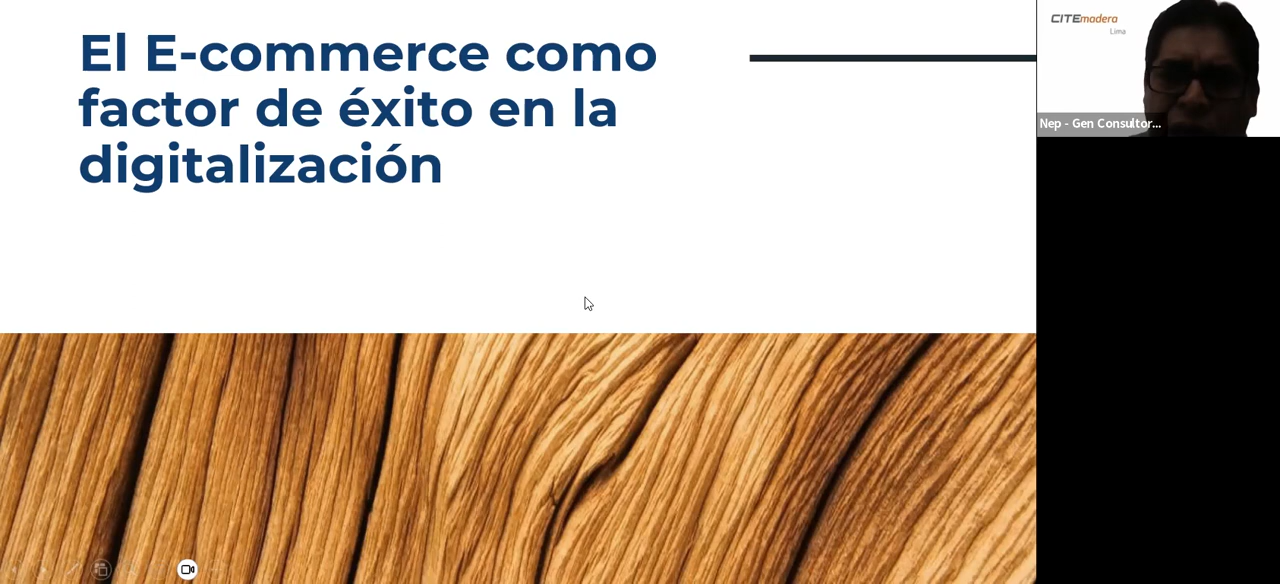 El E-commerce como
factor de éxito en la
digitalización
CITEmadera
Lima
Nep - Gen Consultor...